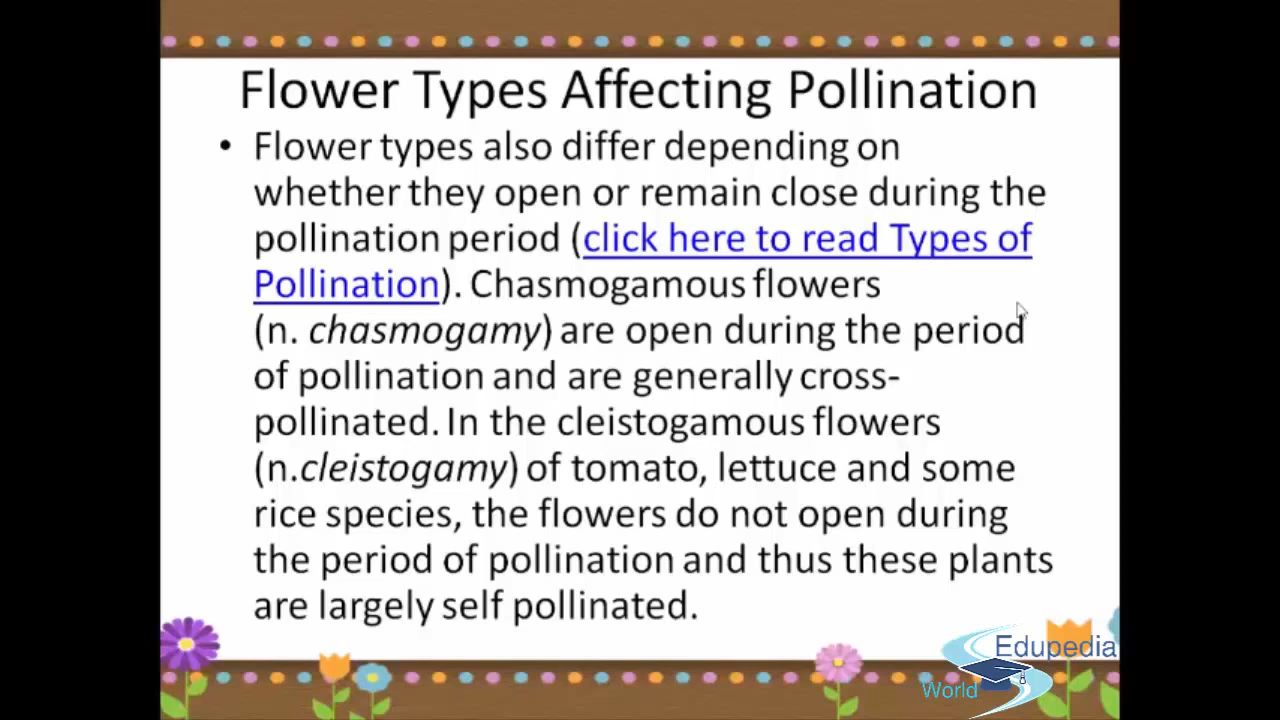 Flower Types Affecting Pollination
• Flower types also differ depending on
whether they open or remain close during the
pollination period (click here to read Types of
Pollination). Chasmogamous flowers
(n. chasmogamy) are open during the period
of pollination and are generally cross-
pollinated. In the cleistogamous flowers
(n.cleistogamy) of tomato, lettuce and some
rice species, the flowers do not open during
the period of pollination and thus these plants
are largely self pollinated.
Edupedia
World